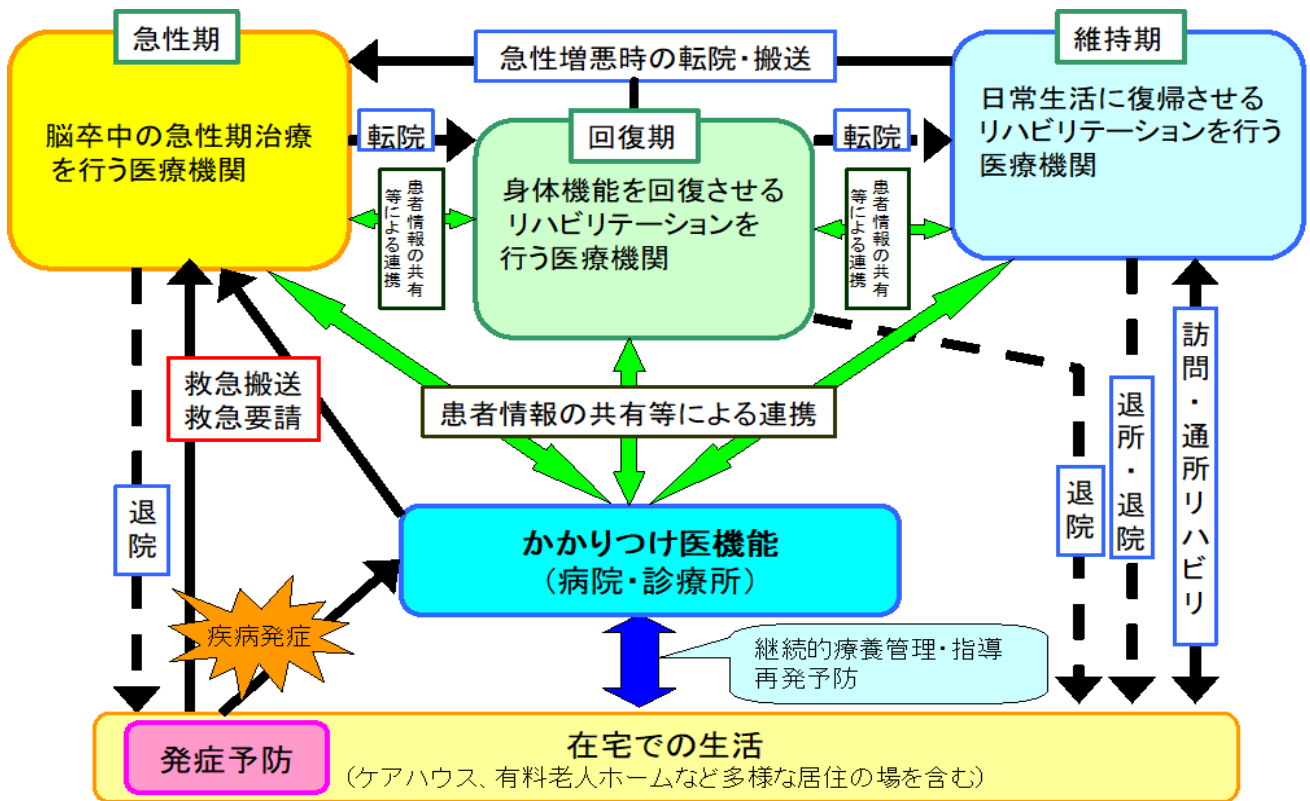 急性期
脳卒中の急性期治療
を行う医療機関
急性増悪時の転院・搬送
維持期
日常生活に復帰させる
リハビリテーションを行う
医療機関
転院
回復期
身体機能を回復させる
リハビリテーションを
行う医療機関
転院
患者情報の共有
等による連携
患者情報の共有
等による連携
救急搬送
救急要請
患者情報の共有等による連携
退院
退院
退所・退院
訪問・通所リハビリ
かかりつけ医機能
（病院・診療所）
疾病発症
継続的療養管理・指導
再発予防
発症予防
在宅での生活
（ケアハウス、有料老人ホームなど多様な居住の場を含む）